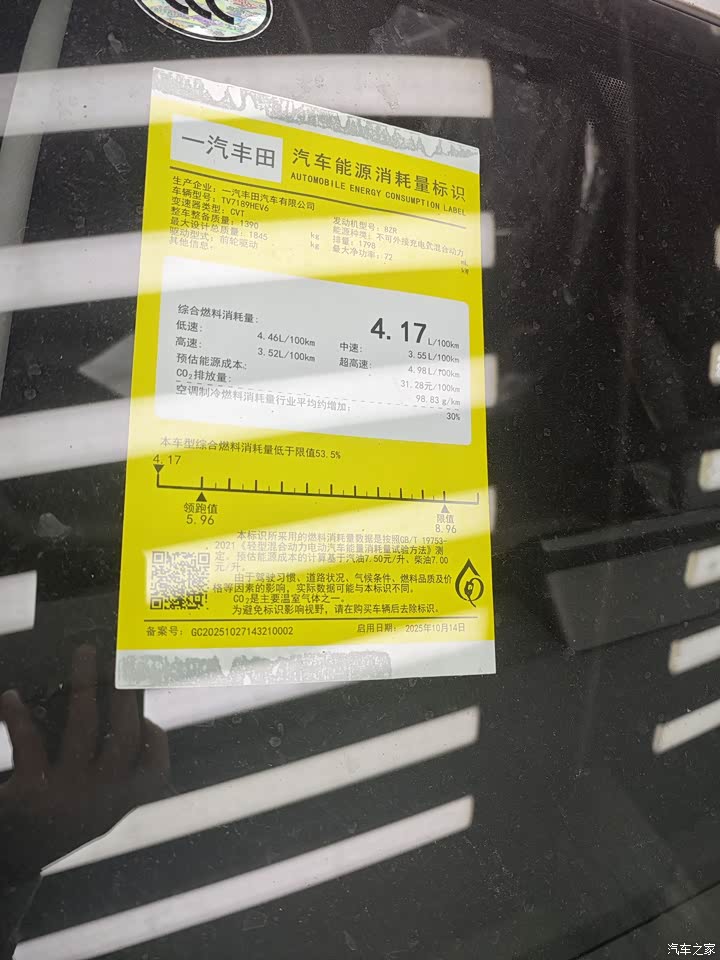 一汽丰田
汽车能源消耗量标识
AUTOMOBILE ENERGY CONSUMPTION LABEL
生产企业：一汽丰田汽车有限公司
车辆型号：TV7189HEV6
发动机型号：8ZR
变速器类型：CVT
能源种类：不可外接充电式混合动力
整车整备质量：1390 kg
排量：1798 mL
最大设计总质量：1845 kg
最大净功率：72 kW
驱动型式：前轮驱动
其他信息：
综合燃料消耗量： 4.17 L/100km
低速： 4.46L/100km
中速： 3.55L/100km
高速： 3.52L/100km
超高速： 4.98L/100km
预估能源成本： 31.28元/100km
CO₂排放量： 98.83 g/km
空调制冷燃料消耗量行业平均约增加： 30%
本车型综合燃料消耗量低于限值53.5%
4.17
领跑值
5.96
限值
8.96
本标识所采用的燃料消耗量数据是按照GB/T 19753-
2021《轻型混合动力电动汽车能量消耗量试验方法》测
定。预估能源成本的计算基于汽油7.50元/升、柴油7.00
元/升。
由于驾驶习惯、道路状况、气候条件、燃料品质及价
格等因素的影响，实际数据可能与本标识不同。
CO₂是主要温室气体之一。
为避免标识影响视野，请在购买车辆后去除标识。
备案号：GC20251027143210002
启用日期：2025年10月14日
汽车之家